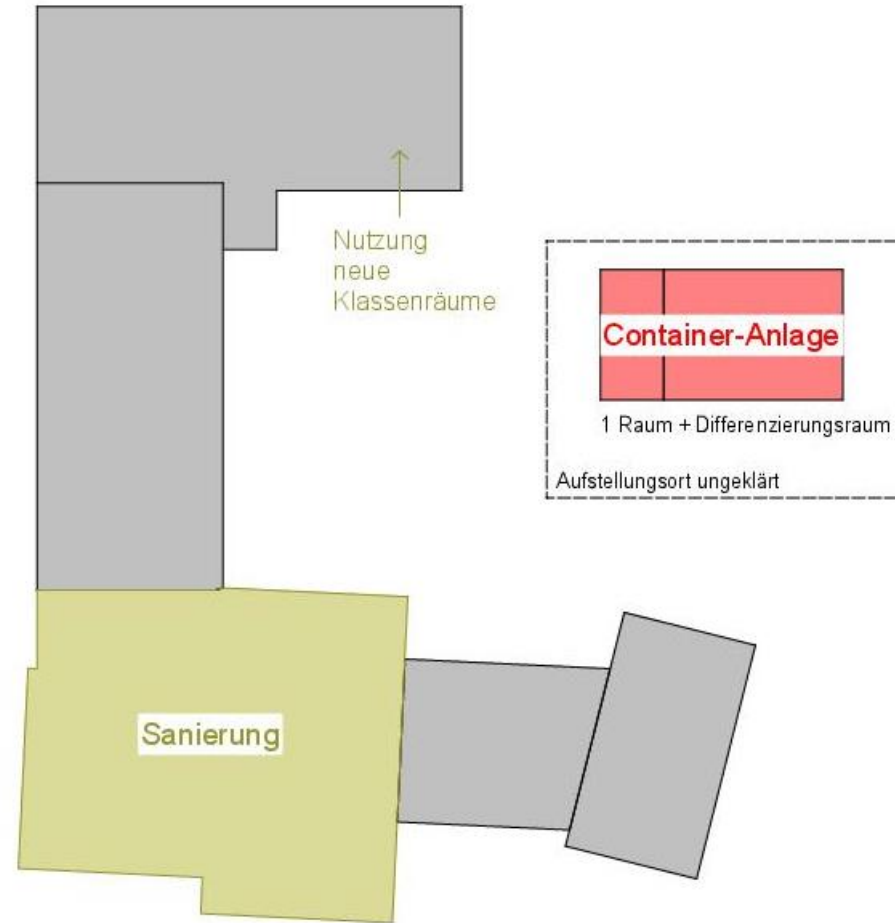 Nutzung
neue
Klassenräume
Container-Anlage
1 Raum + Differenzierungsraum
Aufstellungsort ungeklärt
Sanierung